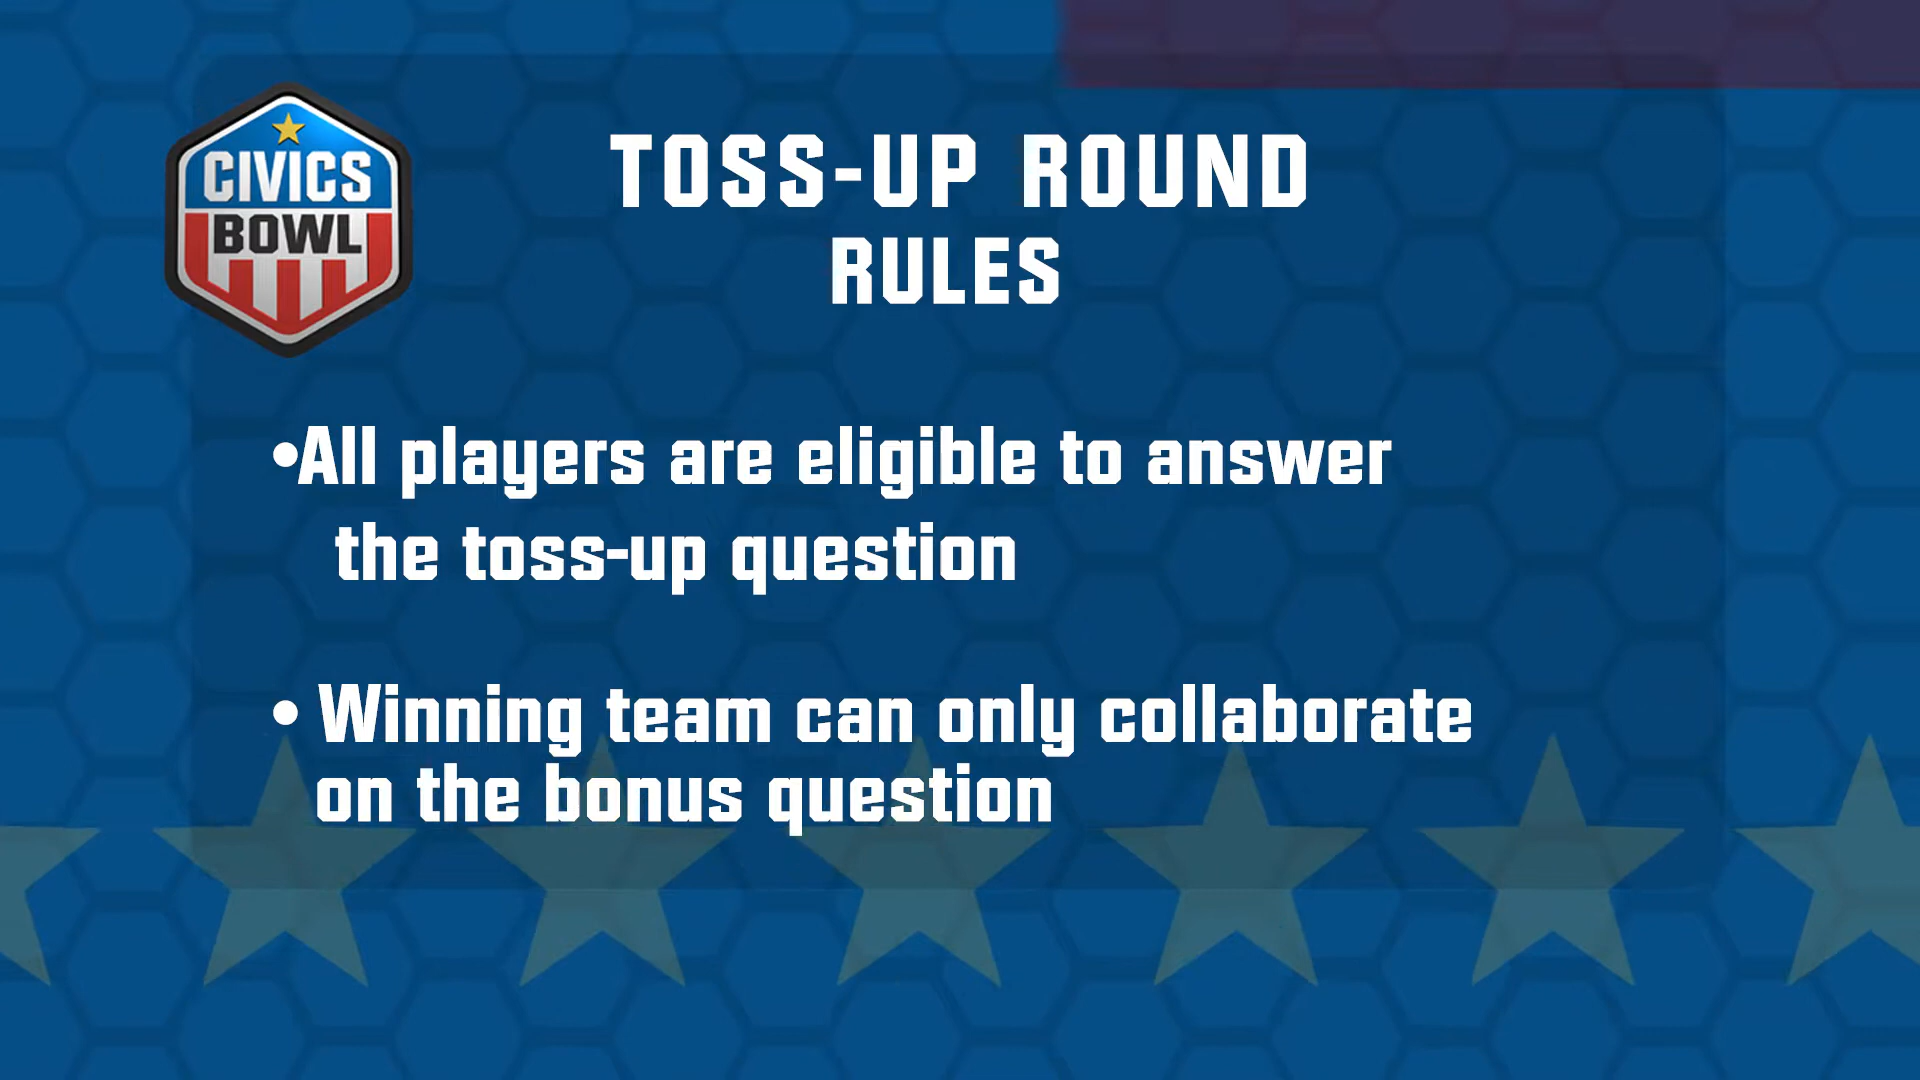 CIVICS
BOWL
TOSS-UP ROUND
RULES
•All players are eligible to answer
the toss-up question
• Winning team can only collaborate
on the bonus question